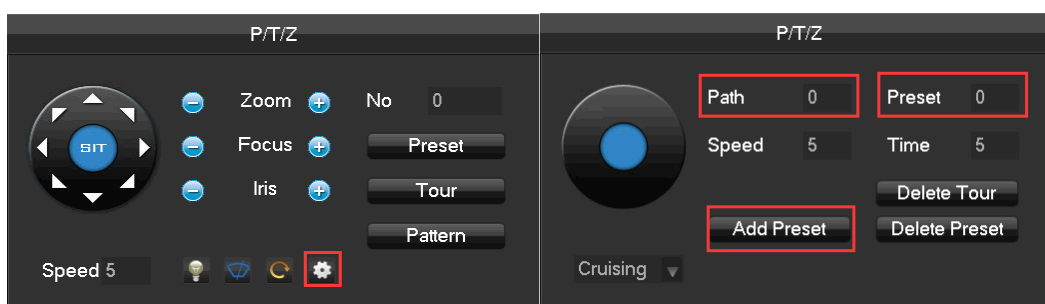 P/T/Z
Zoom No 0
SIT Focus Preset
Iris Tour
Pattern
Speed 5
P/T/Z
Path 0 Preset 0
Speed 5 Time 5
Delete Tour
Add Preset Delete Preset
Cruising